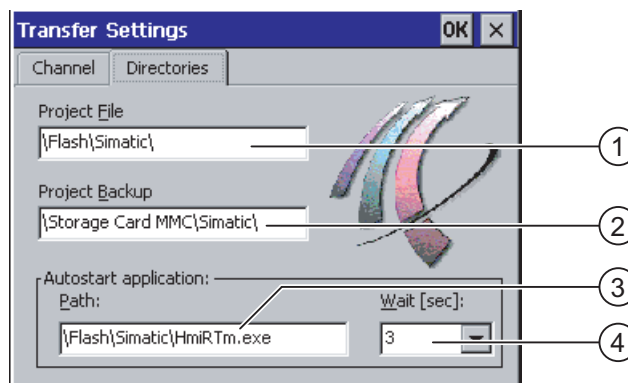 Transfer Settings OK ×
Channel Directories
Project File
\Flash\Simatic\
1
Project Backup
\Storage Card MMC\Simatic\
2
Autostart application:
3
Path: Wait [sec]:
\Flash\Simatic\HmiRTm.exe 3
4